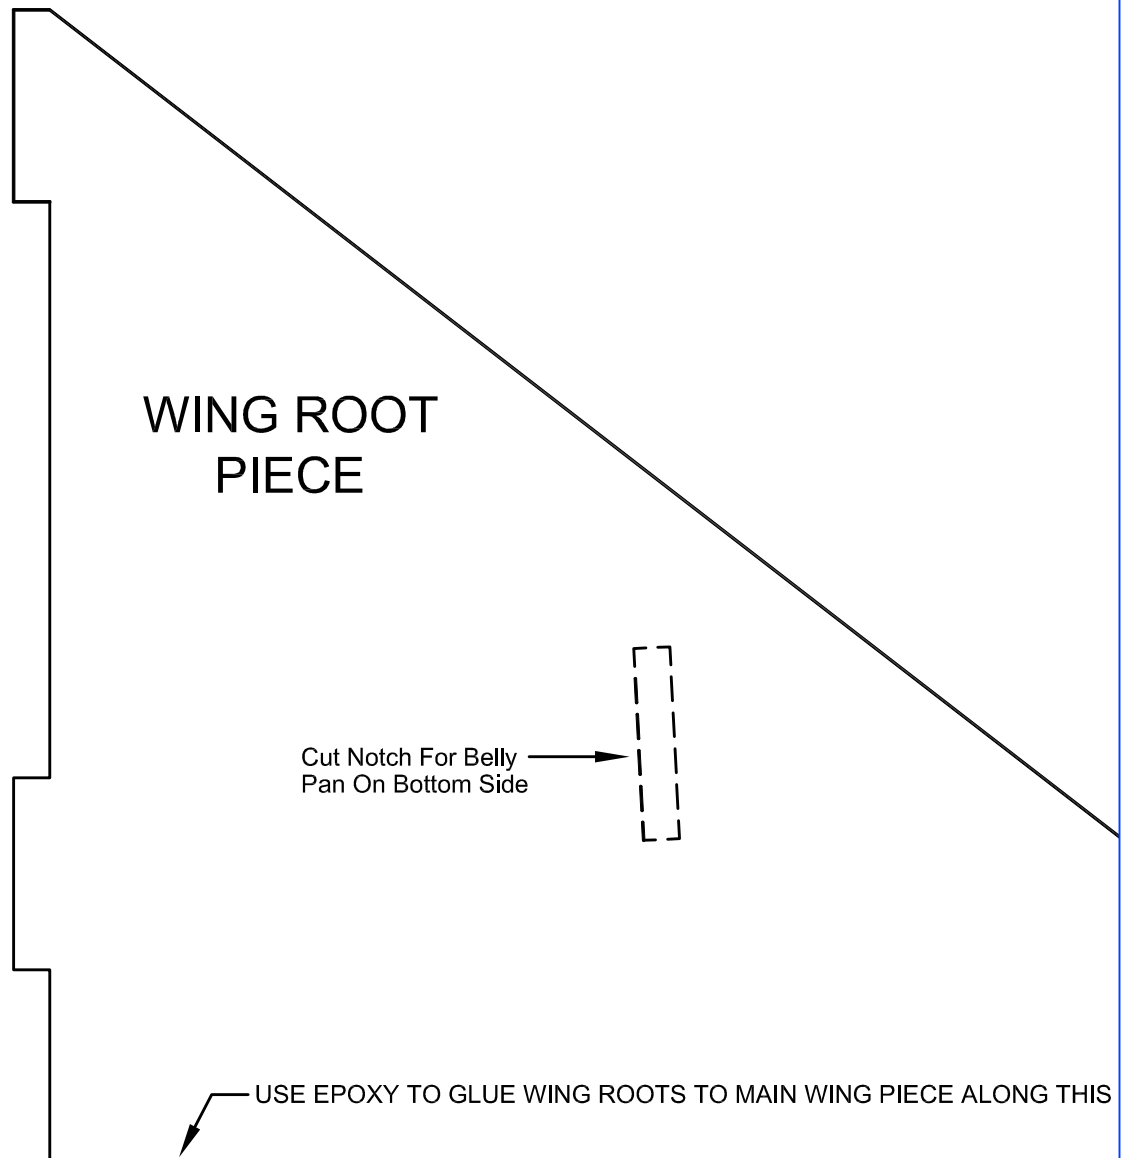 WING ROOT
PIECE
Cut Notch For Belly
Pan On Bottom Side
USE EPOXY TO GLUE WING ROOTS TO MAIN WING PIECE ALONG THIS